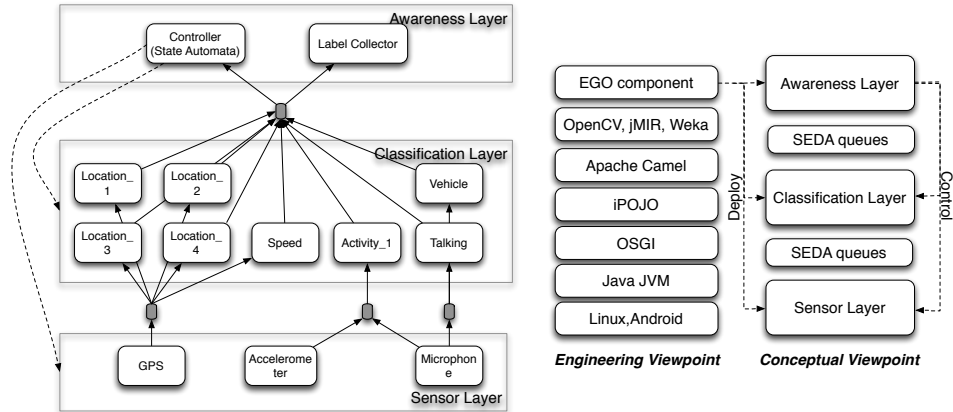 Awareness Layer
Controller
(State Automata)
Label Collector
Classification Layer
Location_
1
Location_
2
Vehicle
Location_
3
Location_
4
Speed
Activity_1
Talking
GPS
Accelerome
ter
Microphon
e
Sensor Layer
EGO component
OpenCV, jMIR, Weka
Apache Camel
iPOJO
OSGI
Java JVM
Linux,Android
Engineering Viewpoint
Deploy
Awareness Layer
SEDA queues
Classification Layer
SEDA queues
Sensor Layer
Control
Conceptual Viewpoint